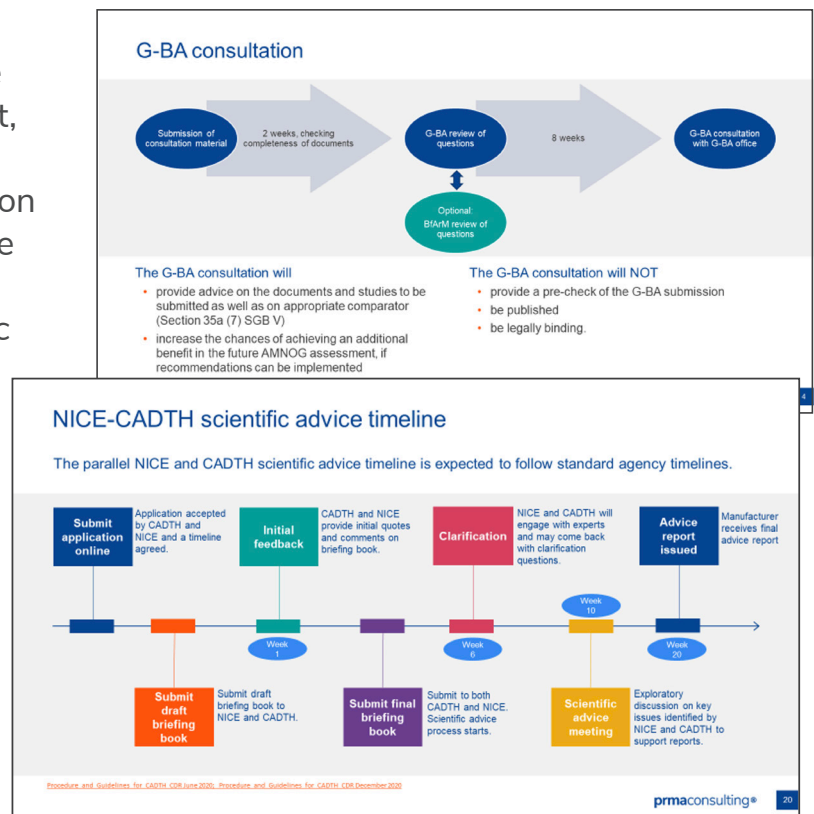 t,
on
e
c
G-BA consultation
Submission of
consultation material
2 weeks, checking
completeness of documents
G-BA review of
questions
8 weeks
G-BA consultation
with G-BA office
Optional:
BfArM review of
questions
The G-BA consultation will
• provide advice on the documents and studies to be
submitted as well as on appropriate comparator
(Section 35a (7) SGB V)
• increase the chances of achieving an additional
benefit in the future AMNOG assessment, if
recommendations can be implemented
The G-BA consultation will NOT
• provide a pre-check of the G-BA submission
• be published
• be legally binding.
4
NICE-CADTH scientific advice timeline
The parallel NICE and CADTH scientific advice timeline is expected to follow standard agency timelines.
Submit
application
online
Application accepted
by CADTH and
NICE and a timeline
agreed.
Initial
feedback
CADTH and NICE
provide initial quotes
and comments on
briefing book.
Clarification
NICE and CADTH will
engage with experts
and may come back
with clarification
questions.
Advice
report
issued
Manufacturer
receives final
advice report
Week
1
Week
6
Week
10
Week
20
Submit
draft
briefing
book
Submit draft
briefing book to
NICE and CADTH.
Submit final
briefing
book
Submit to both
CADTH and NICE.
Scientific advice
process starts.
Scientific
advice
meeting
Exploratory
discussion on key
issues identified by
NICE and CADTH to
support reports.
Procedure and Guidelines for CADTH CDR June 2020; Procedure and Guidelines for CADTH CDR December 2020
prmaconsulting
20